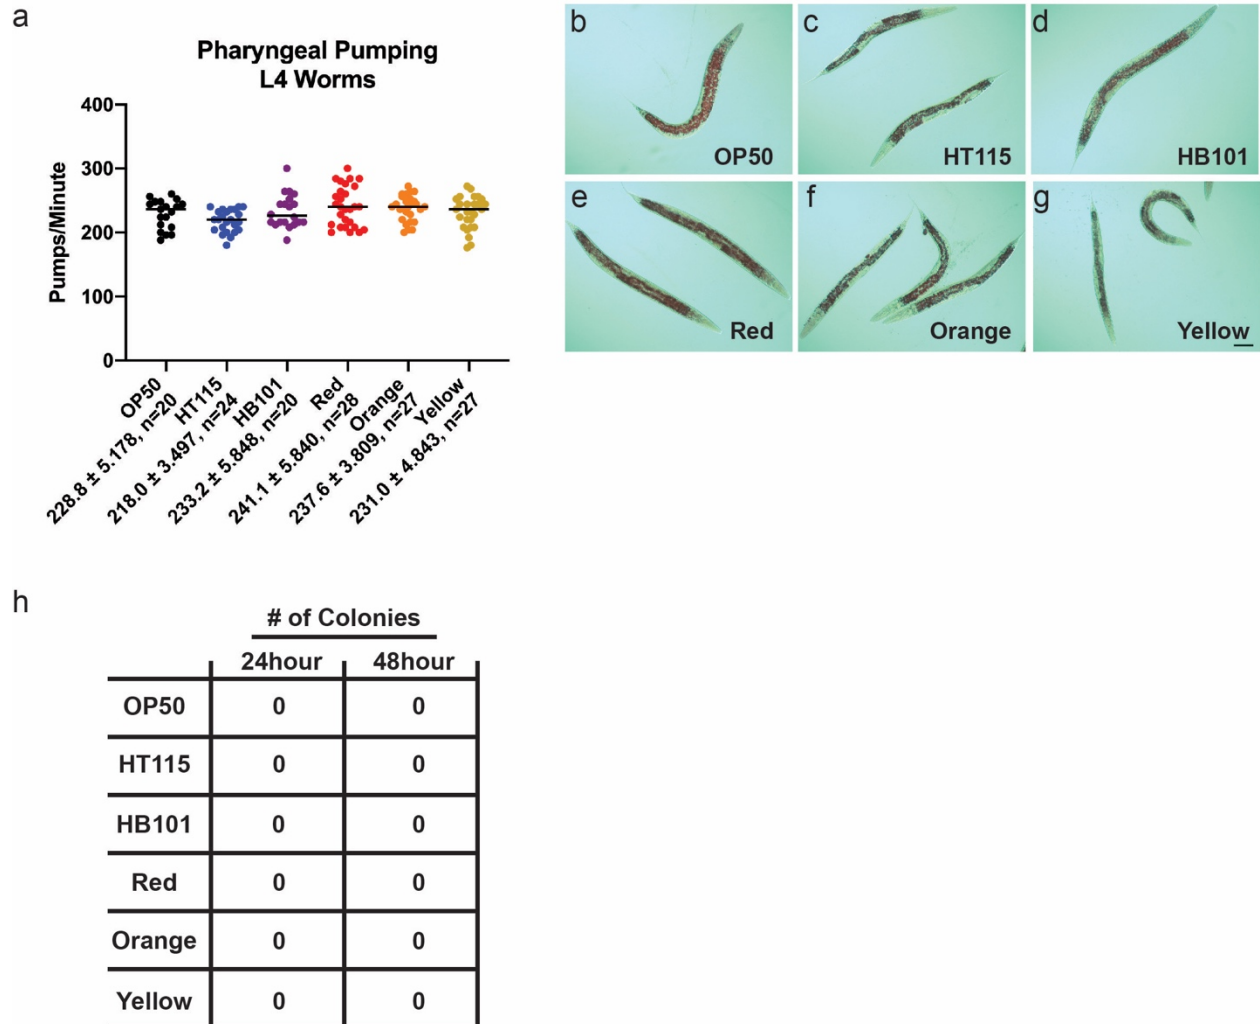 a
Pharyngeal Pumping
L4 Worms
Pumps/Minute
400
300
200
100
0
OP50
228.8 ± 5.178, n=20
HT115
218.0 ± 3.497, n=24
HB101
233.2 ± 5.848, n=20
Red
241.1 ± 5.840, n=28
Orange
237.6 ± 3.809, n=27
Yellow
231.0 ± 4.843, n=27
b
OP50
c
HT115
d
HB101
e
Red
f
Orange
g
Yellow
h
# of Colonies
24hour 48hour
OP50 0 0
HT115 0 0
HB101 0 0
Red 0 0
Orange 0 0
Yellow 0 0